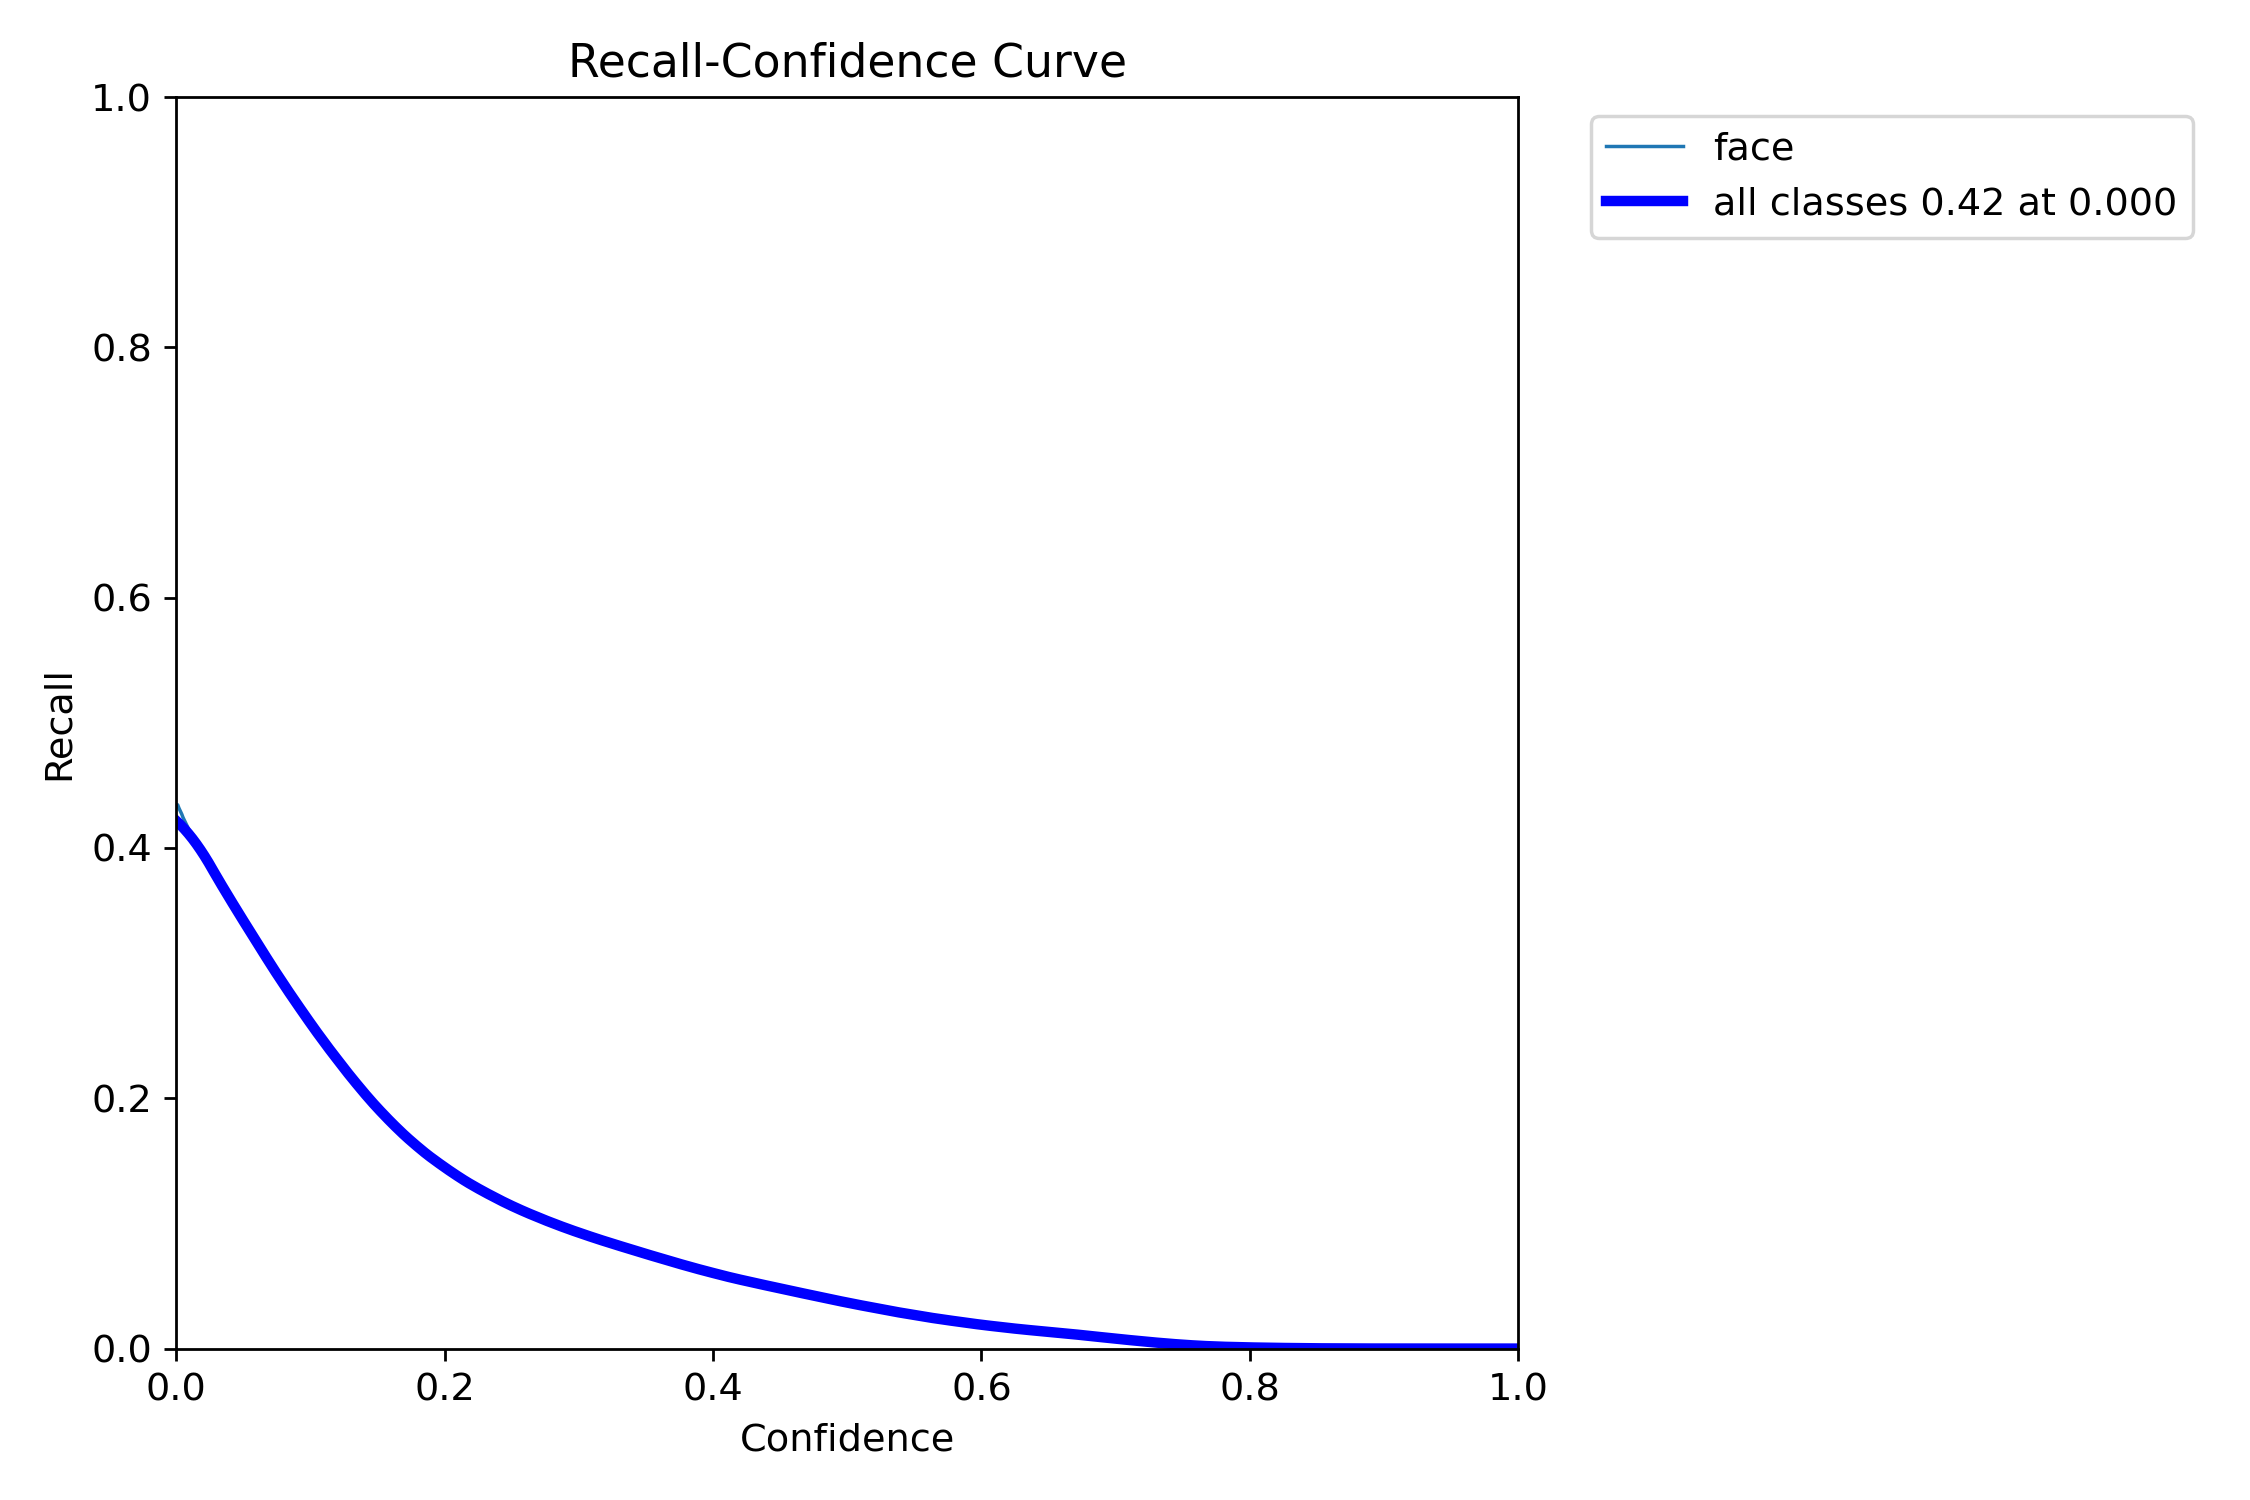 Recall-Confidence Curve
1.0
0.8
0.6
0.4
0.2
0.0
Recall
0.0 0.2 0.4 0.6 0.8 1.0
Confidence
face
all classes 0.42 at 0.000